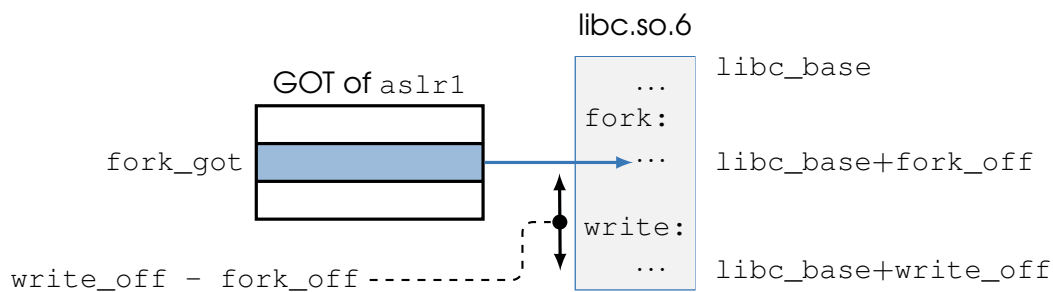 libc.so.6
libc_base
GOT of aslr1
...
fork:
fork_got
...
libc_base+fork_off
write:
write_off - fork_off
...
libc_base+write_off